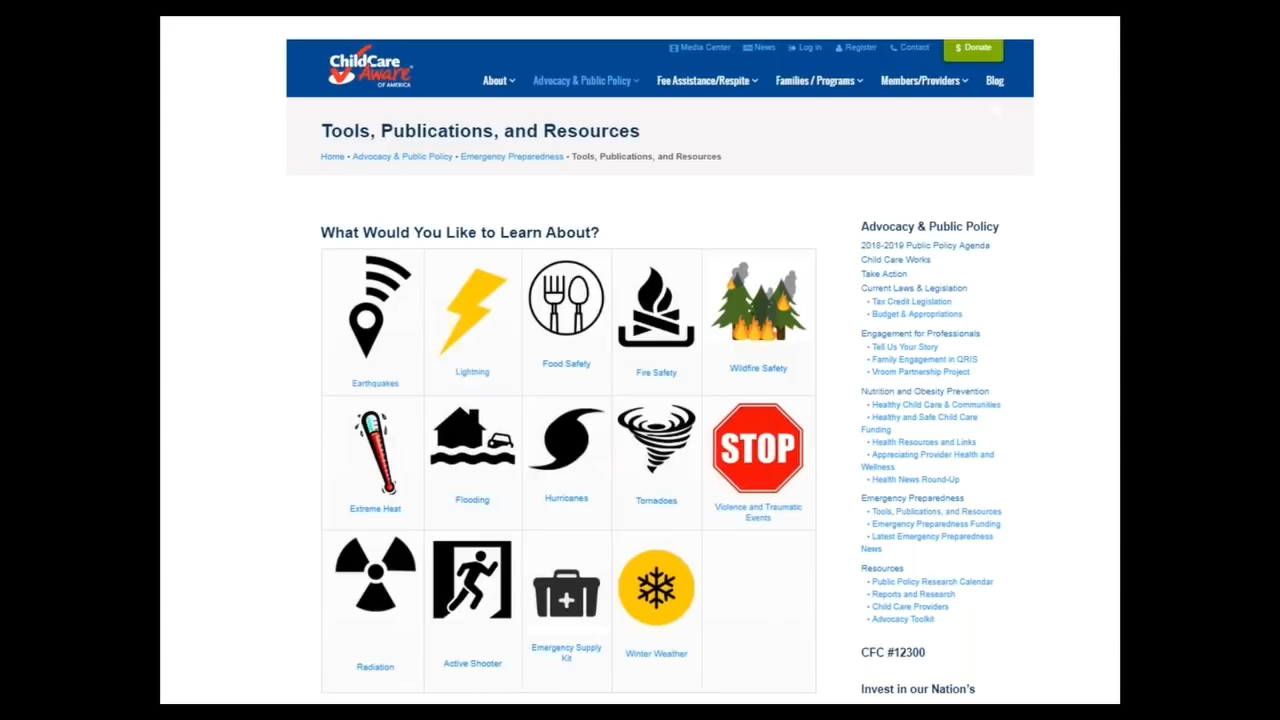 Media Center News Log in Register Contact $ Donate
ChildCare
Aware
OF AMERICA
About Advocacy & Public Policy Fee Assistance/Respite Families / Programs Members/Providers Blog
Tools, Publications, and Resources
Home • Advocacy & Public Policy • Emergency Preparedness • Tools, Publications, and Resources
What Would You Like to Learn About?
Earthquakes
Lightning
Food Safety
Fire Safety
Wildfire Safety
Extreme Heat
Flooding
Hurricanes
Tornadoes
STOP
Violence and Traumatic
Events
Radiation
Active Shooter
Emergency Supply
Kit
Winter Weather
Advocacy & Public Policy
2018-2019 Public Policy Agenda
Child Care Works
Take Action
Current Laws & Legislation
• Tax Credit Legislation
• Budget & Appropriations
Engagement for Professionals
• Tell Us Your Story
• Family Engagement in QRIS
• Vroom Partnership Project
Nutrition and Obesity Prevention
• Healthy Child Care & Communities
• Healthy and Safe Child Care
Funding
• Health Resources and Links
• Appreciating Provider Health and
Wellness
• Health News Round-Up
Emergency Preparedness
• Tools, Publications, and Resources
• Emergency Preparedness Funding
• Latest Emergency Preparedness
News
Resources
• Public Policy Research Calendar
• Reports and Research
• Child Care Providers
• Advocacy Toolkit
CFC #12300
Invest in our Nation's